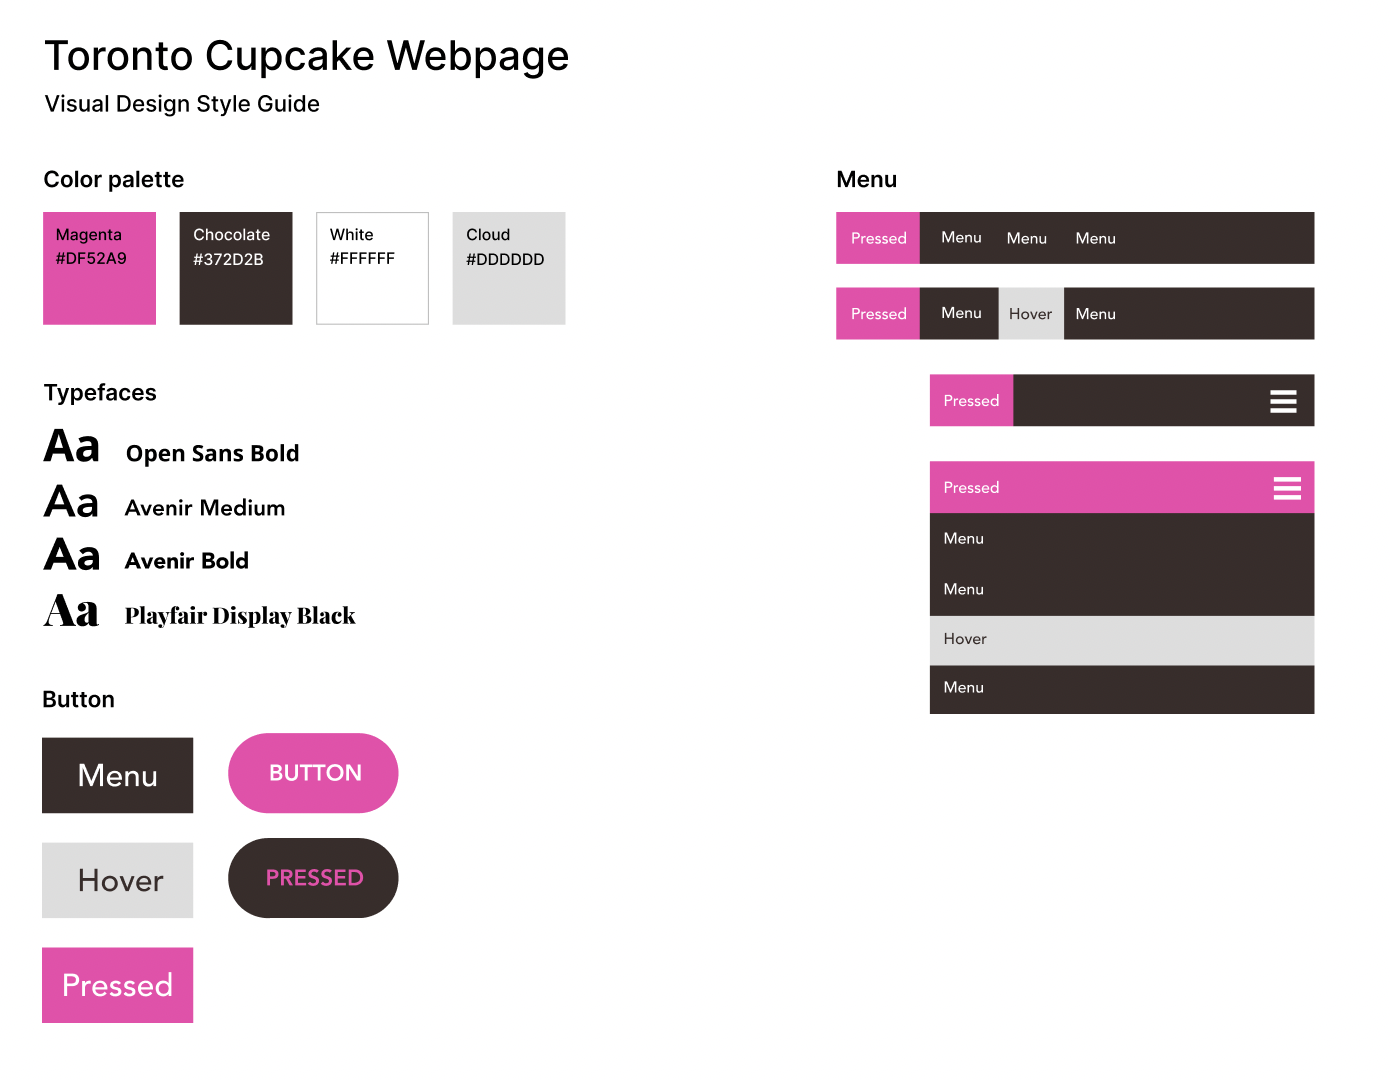 Toronto Cupcake Webpage
Visual Design Style Guide
Color palette
Magenta
#DF52A9
Chocolate
#372D2B
White
#FFFFFF
Cloud
#DDDDDD
Typefaces
Aa Open Sans Bold
Aa Avenir Medium
Aa Avenir Bold
Aa Playfair Display Black
Button
Menu
BUTTON
Hover
PRESSED
Pressed
Menu
Pressed Menu Menu Menu
Pressed Menu Hover Menu
Pressed
Pressed
Menu
Menu
Hover
Menu